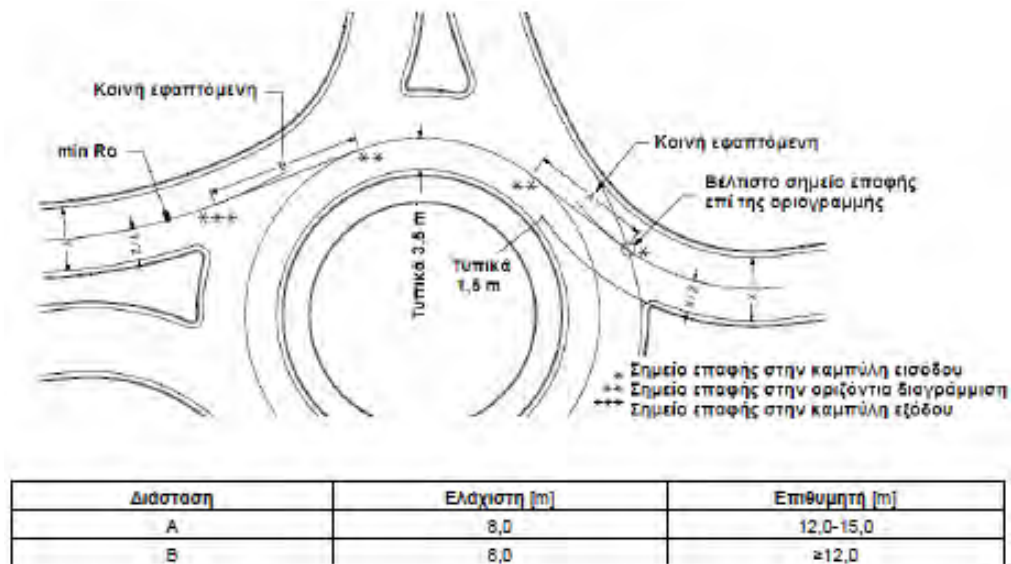 Κοινή εφαπτόμενη
min Ro
Κοινή εφαπτόμενη
Βέλτιστο σημείο επαφής
επί της οριογραμμής
Τυπικά 3.5 m
Τυπικά
1,5 m
* Σημείο επαφής στην καμπύλη εισόδου
** Σημείο επαφής στην οριζόντια διαγράμμιση
*** Σημείο επαφής στην καμπύλη εξόδου
Διάσταση Ελάχιστη [m] Επιθυμητή [m]
A 8,0 12,0-15,0
B 8,0 ≥12,0